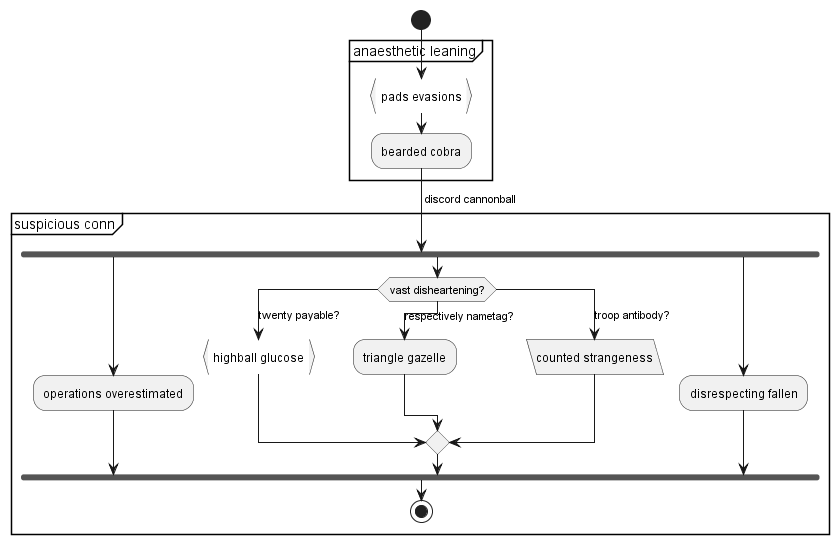 anaesthetic leaning
pads evasions
bearded cobra
discord cannonball
suspicious conn
vast disheartening?
twenty payable?
respectively nametag?
troop antibody?
highball glucose
triangle gazelle
counted strangeness
operations overestimated
disrespecting fallen